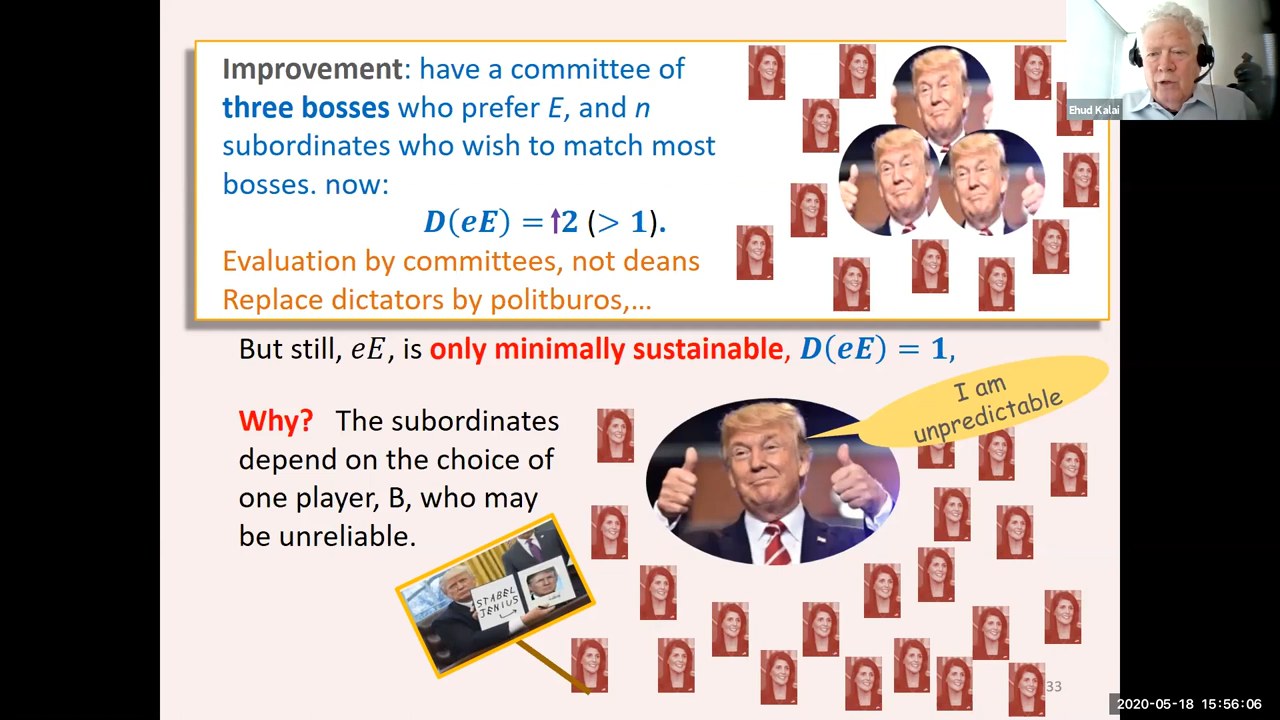 Improvement: have a committee of
three bosses who prefer E, and n
subordinates who wish to match most
bosses. now:
D(eE) = ↑2 (> 1).
Evaluation by committees, not deans
Replace dictators by politburos,...
Ehud Kalai
But still, eE, is only minimally sustainable, D(eE) = 1,
I am
unpredictable
Why? The subordinates
depend on the choice of
one player, B, who may
be unreliable.
STABEL
JENIUS
33
2020-05-18 15:56:06